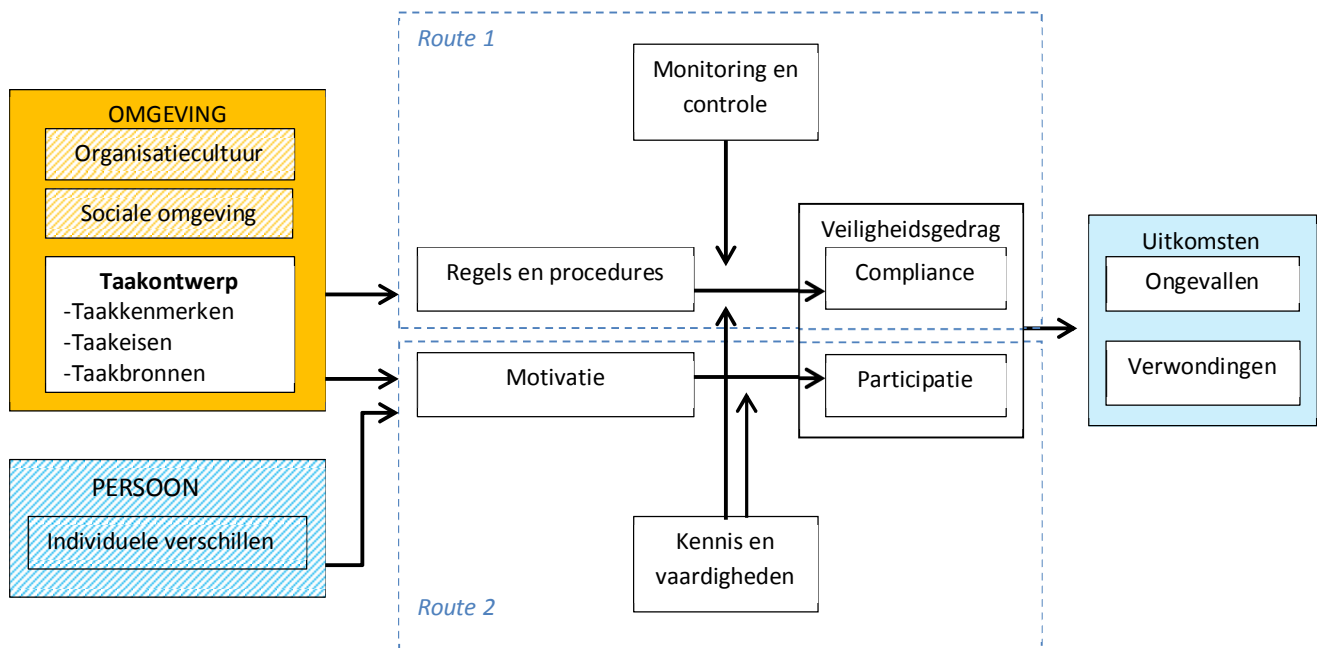 Route 1
Monitoring en
controle
OMGEVING
Organisatiecultuur
Sociale omgeving
Taakontwerp
-Taakkenmerken
-Taakeisen
-Taakbronnen
Regels en procedures
Motivatie
Veiligheidsgedrag
Compliance
Participatie
Uitkomsten
Ongevallen
Verwondingen
PERSOON
Individuele verschillen
Kennis en
vaardigheden
Route 2